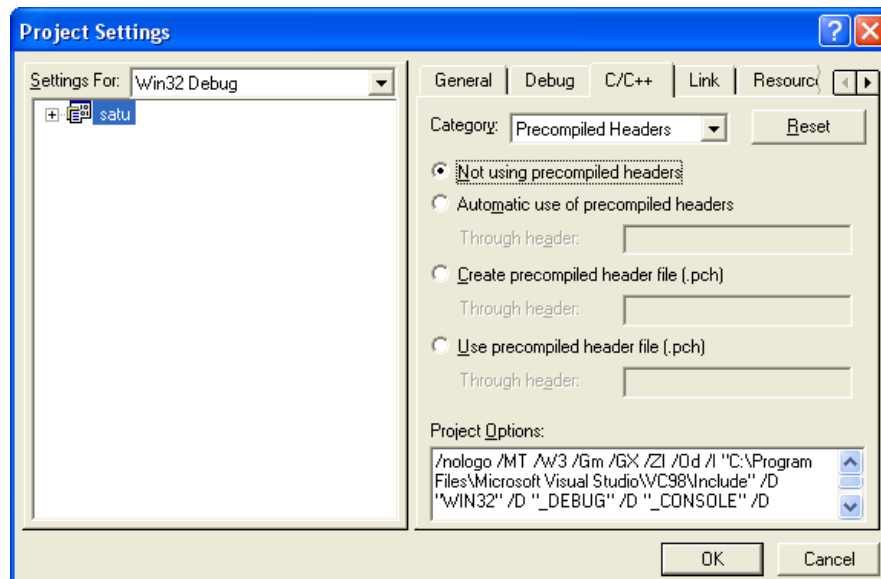 Project Settings
Settings For: Win32 Debug
satu
General Debug C/C++ Link
Category: Precompiled Headers Reset
Not using precompiled headers
Automatic use of precompiled headers
Through header:
Create precompiled header file (.pch)
Through header:
Use precompiled header file (.pch)
Through header:
Project Options:
/nologo /MT /W3 /Gm /GX /ZI /Od /I "C:\Program
Files\Microsoft Visual Studio\VC98\Include" /D
"WIN32" /D "_DEBUG" /D "_CONSOLE" /D
OK Cancel